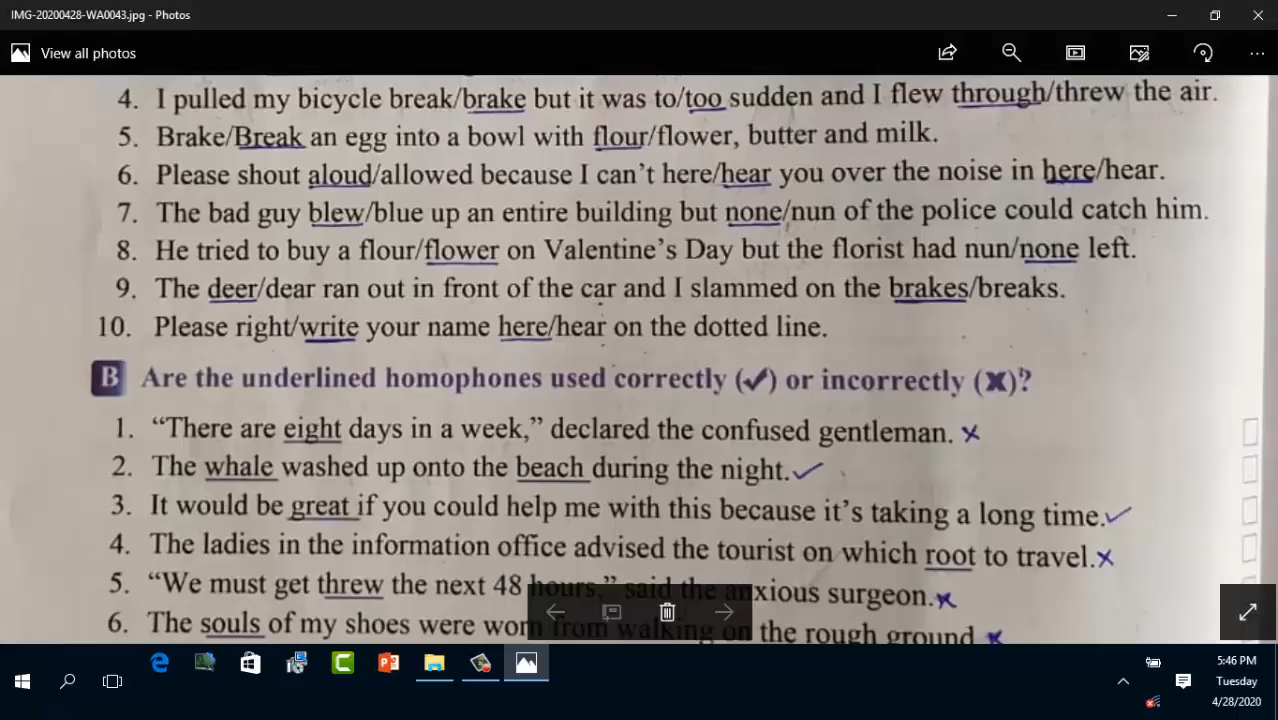 IMG-20200428-WA0043.jpg - Photos
View all photos
4. I pulled my bicycle break/brake but it was to/too sudden and I flew through/threw the air.
5. Brake/Break an egg into a bowl with flour/flower, butter and milk.
6. Please shout aloud/allowed because I can't here/hear you over the noise in here/hear.
7. The bad guy blew/blue up an entire building but none/nun of the police could catch him.
8. He tried to buy a flour/flower on Valentine's Day but the florist had nun/none left.
9. The deer/dear ran out in front of the car and I slammed on the brakes/breaks.
10. Please right/write your name here/hear on the dotted line.
B Are the underlined homophones used correctly (✓) or incorrectly (✗)?
1. “There are eight days in a week,” declared the confused gentleman. ✗
2. The whale washed up onto the beach during the night. ✓
3. It would be great if you could help me with this because it's taking a long time. ✓
4. The ladies in the information office advised the tourist on which root to travel. ✗
5. “We must get threw the next 48 hours,” said the anxious surgeon. ✗
6. The souls of my shoes were worn from walking on the rough ground ✗
5:46 PM
Tuesday
4/28/2020